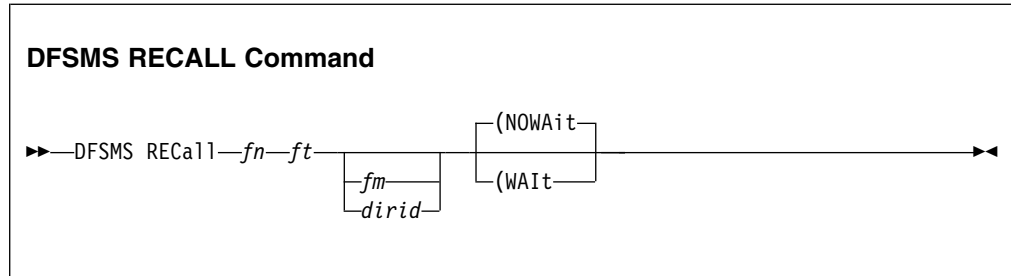 DFSMS RECALL Command
(NOWAit
DFSMS RECall fn ft
fm
(WAIt
dirid